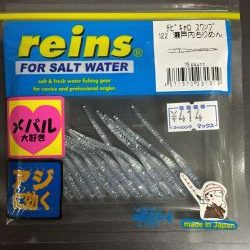 reins
FOR SALT WATER
salt & fresh water fishing gear
for novice and professional angler.
チビキャロ スワンプ
122 瀬戸内ちりめん
メバル
大好き
アジ
に効く
¥414
made in Japan